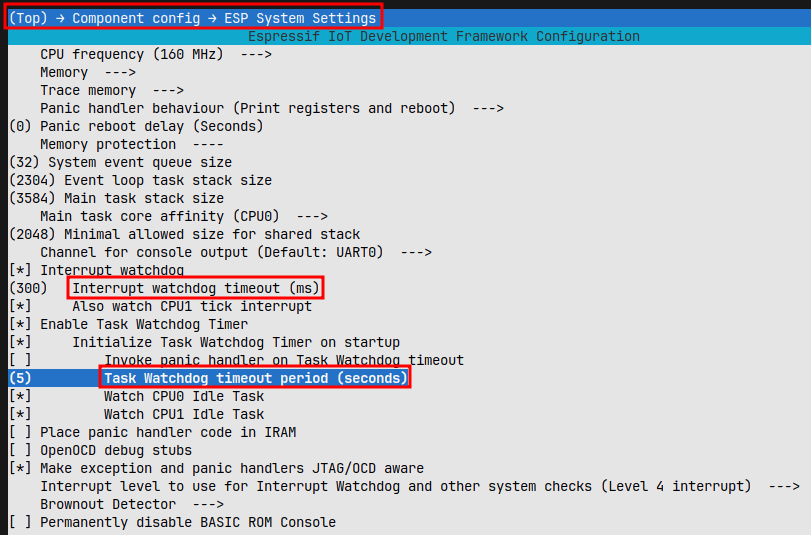 (Top) → Component config → ESP System Settings
Espressif IoT Development Framework Configuration
CPU frequency (160 MHz)  --->
Memory  --->
Trace memory  --->
Panic handler behaviour (Print registers and reboot)  --->
(0) Panic reboot delay (Seconds)
Memory protection  ----
(32) System event queue size
(2304) Event loop task stack size
(3584) Main task stack size
Main task core affinity (CPU0)  --->
(2048) Minimal allowed size for shared stack
Channel for console output (Default: UART0)  --->
[*] Interrupt watchdog
(300)   Interrupt watchdog timeout (ms)
[*]     Also watch CPU1 tick interrupt
[*] Enable Task Watchdog Timer
[*]     Initialize Task Watchdog Timer on startup
[ ]         Invoke panic handler on Task Watchdog timeout
(5)         Task Watchdog timeout period (seconds)
[*]         Watch CPU0 Idle Task
[*]         Watch CPU1 Idle Task
[ ] Place panic handler code in IRAM
[ ] OpenOCD debug stubs
[*] Make exception and panic handlers JTAG/OCD aware
Interrupt level to use for Interrupt Watchdog and other system checks (Level 4 interrupt)  --->
Brownout Detector  --->
[ ] Permanently disable BASIC ROM Console